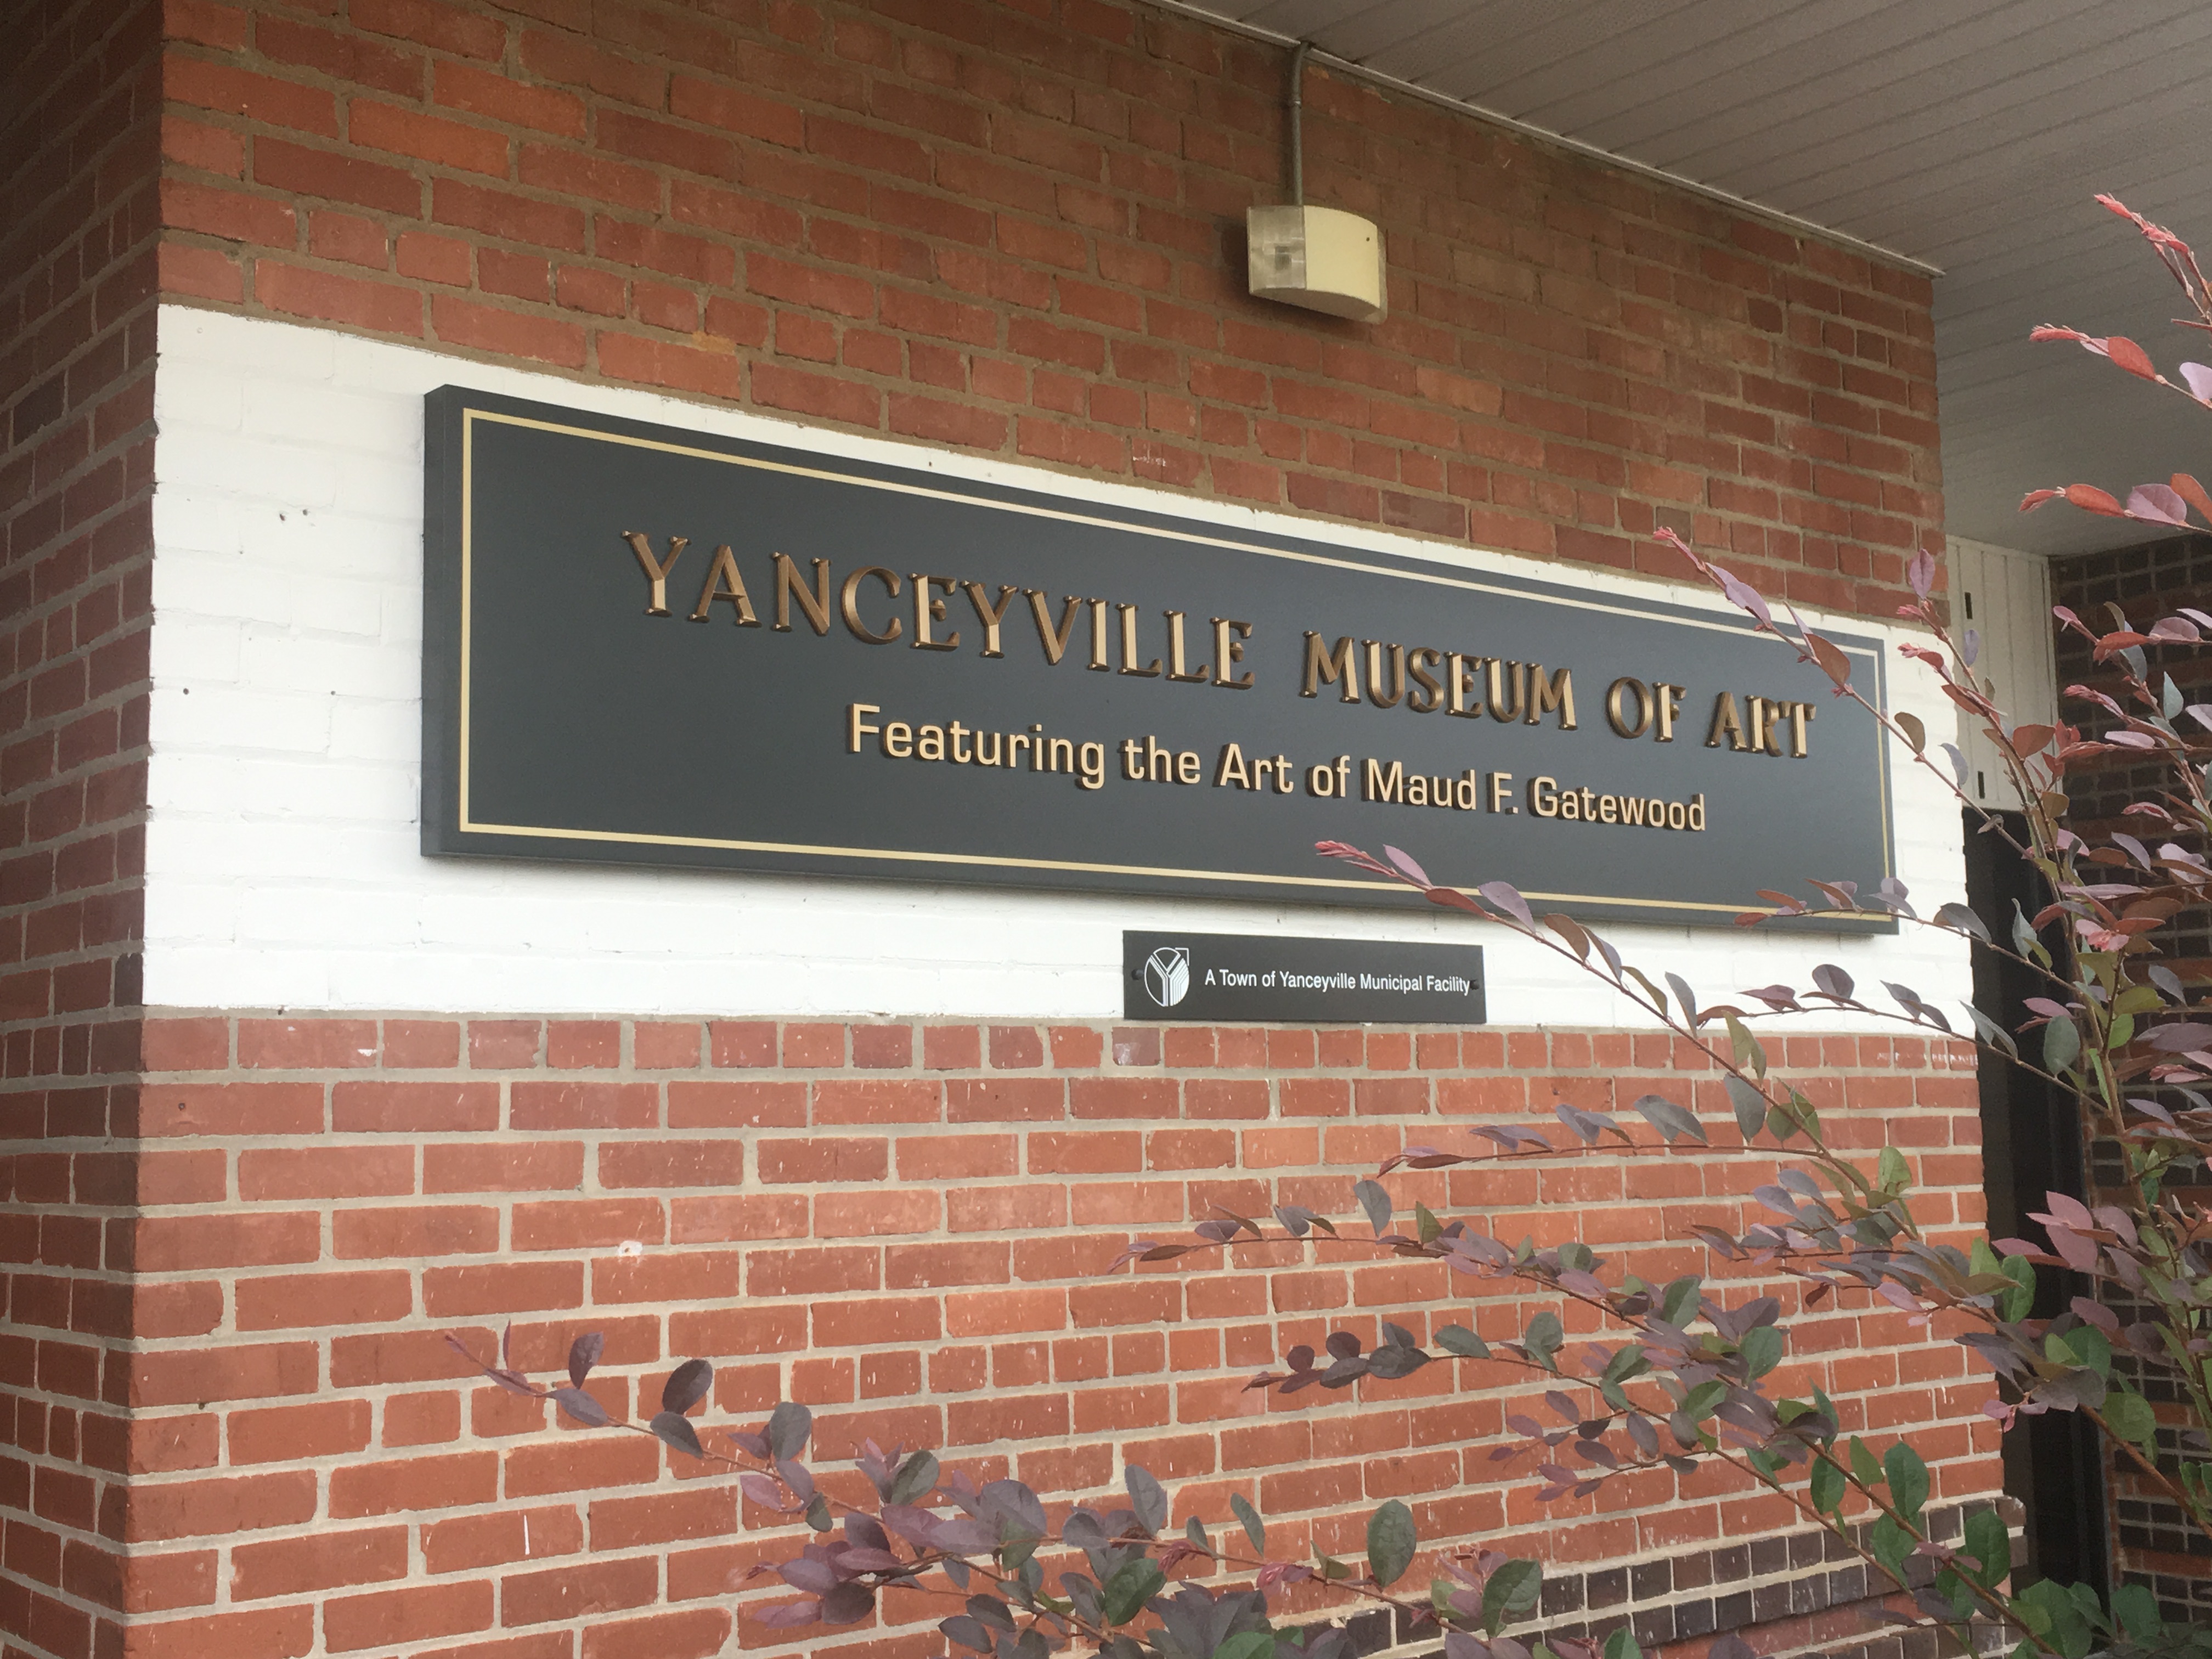 YANCEYVILLE MUSEUM OF ART
Featuring the Art of Maud F. Gatewood
A Town of Yanceyville Municipal Facility